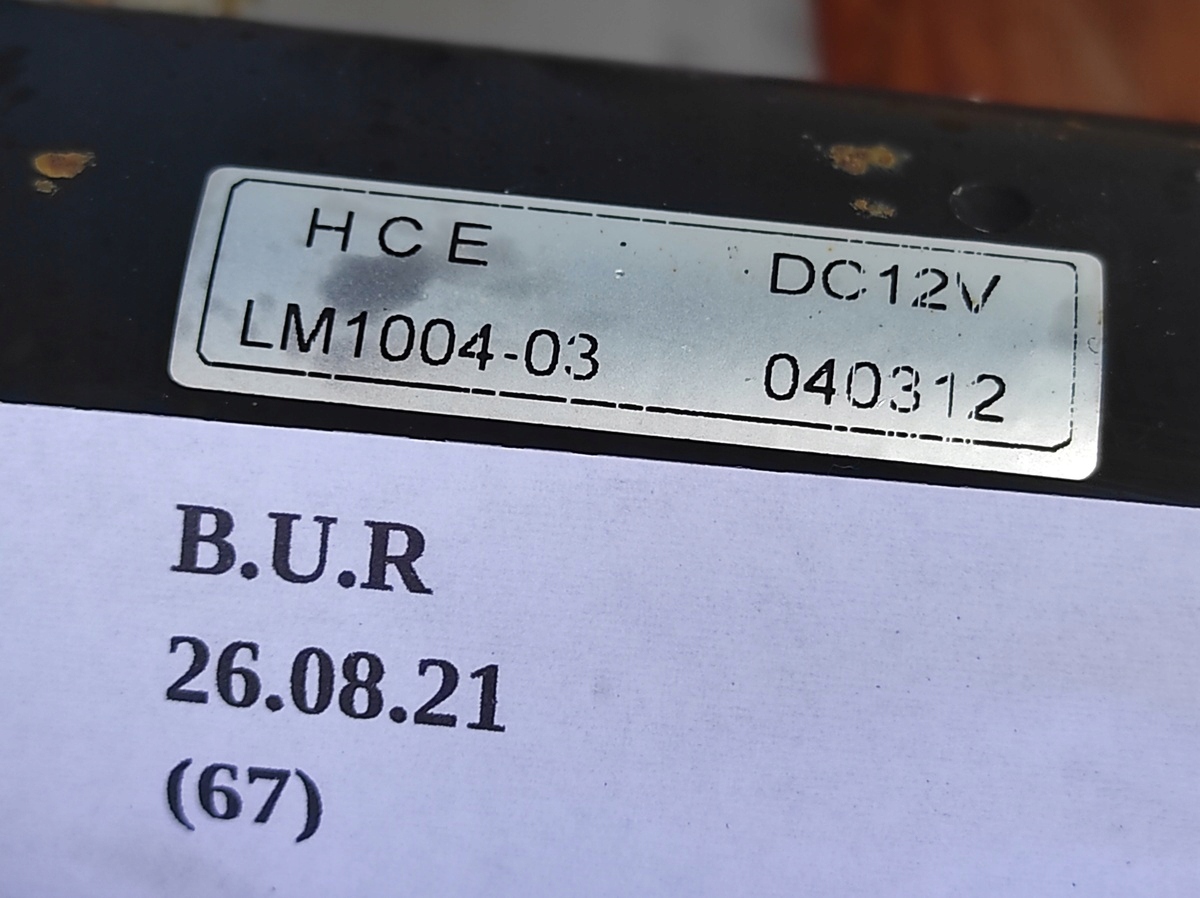 HCE DC12V
LM1004-03 040312
B.U.R
26.08.21
(67)